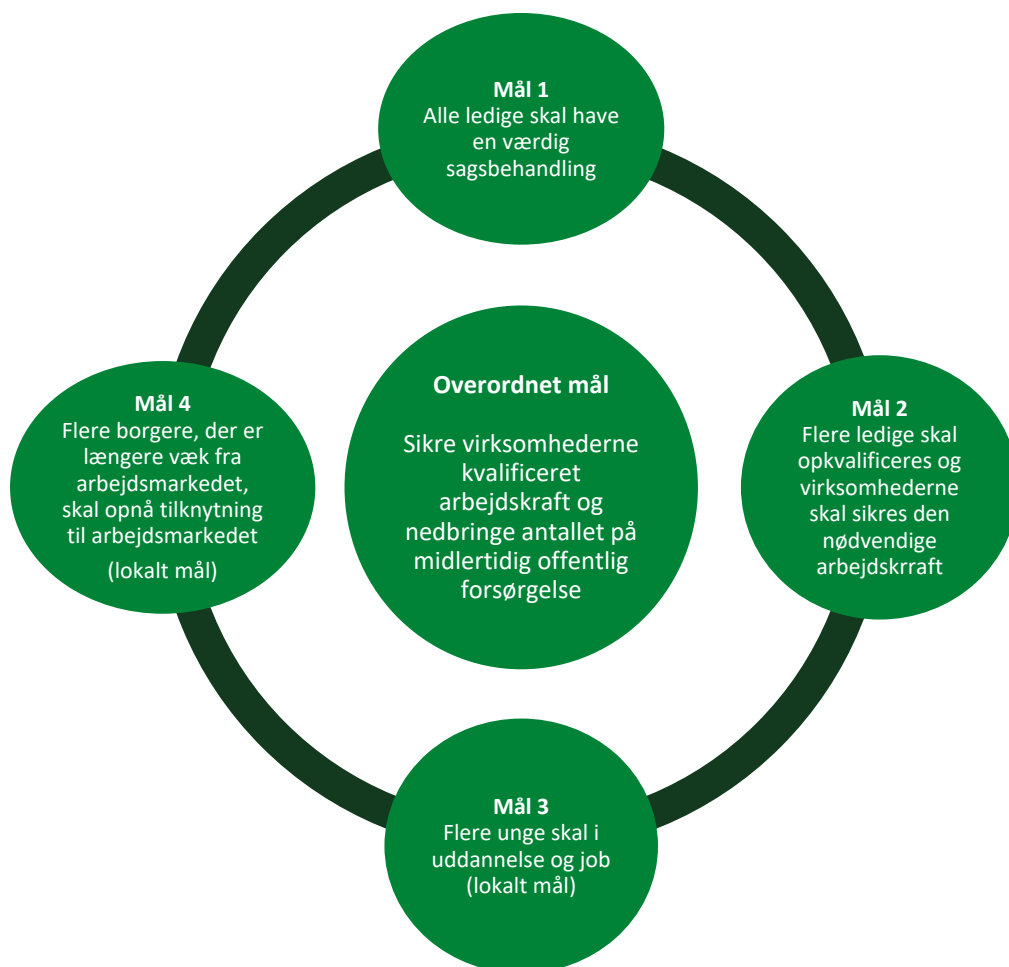 Mål 1
Alle ledige skal have
en værdig
sagsbehandling
Overordnet mål
Sikre virksomhederne
kvalificeret
arbejdskraft og
nedbringe antallet på
midlertidig offentlig
forsørgelse
Mål 2
Flere ledige skal
opkvalificeres og
virksomhederne
skal sikres den
nødvendige
arbejdskrraft
Mål 3
Flere unge skal i
uddannelse og job
(lokalt mål)
Mål 4
Flere borgere, der er
længere væk fra
arbejdsmarkedet,
skal opnå tilknytning
til arbejdsmarkedet
(lokalt mål)